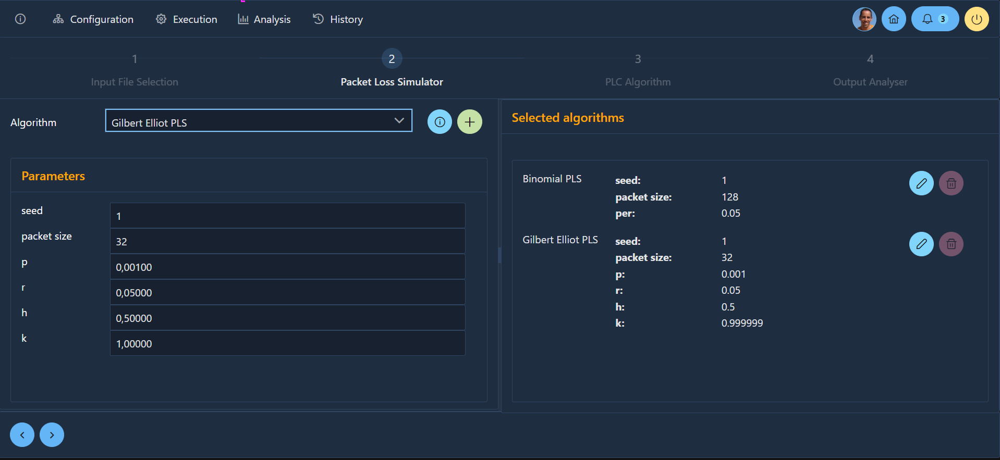 Configuration
Execution
Analysis
History
3
1
2
3
4
Input File Selection
Packet Loss Simulator
PLC Algorithm
Output Analyser
Algorithm
Gilbert Elliot PLS
Parameters
seed
1
packet size
32
p
0,00100
r
0,05000
h
0,50000
k
1,00000
Selected algorithms
Binomial PLS
seed: 1
packet size: 128
per: 0.05
Gilbert Elliot PLS
seed: 1
packet size: 32
p: 0.001
r: 0.05
h: 0.5
k: 0.999999